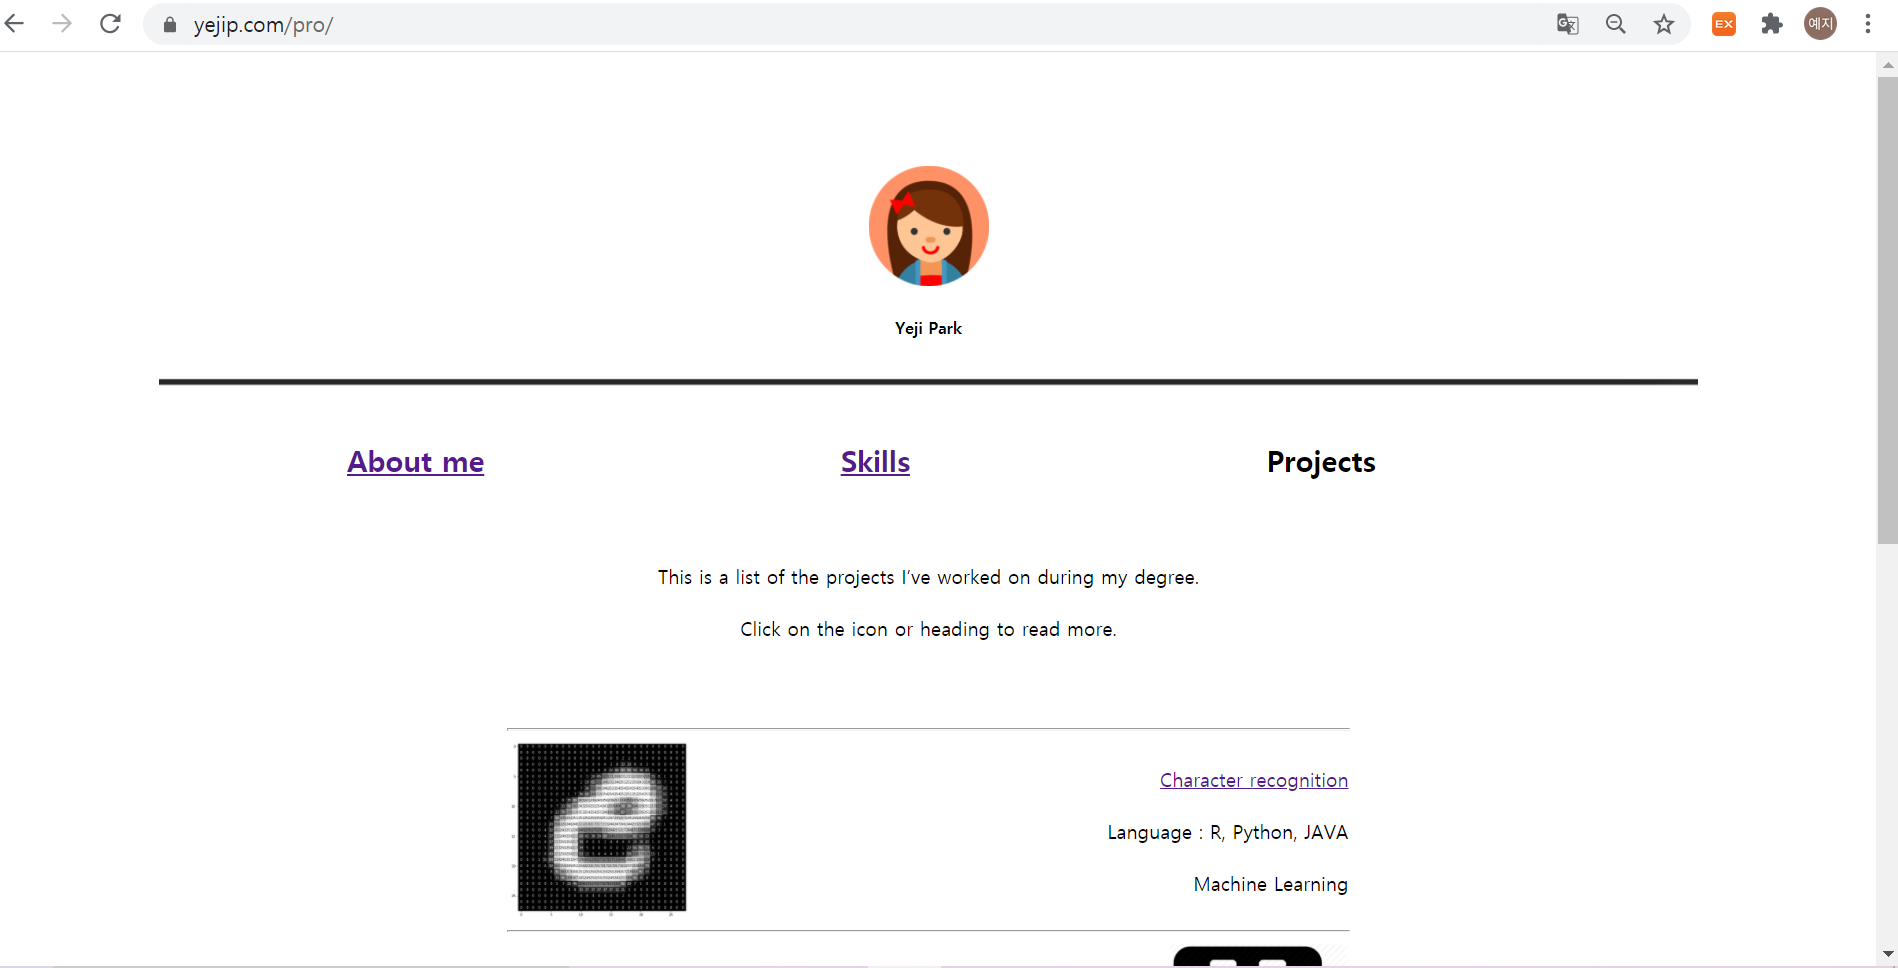 yejip.com/pro/
EX
예지
Yeji Park
About me
Skills
Projects
This is a list of the projects I've worked on during my degree.
Click on the icon or heading to read more.
Character recognition
Language : R, Python, JAVA
Machine Learning